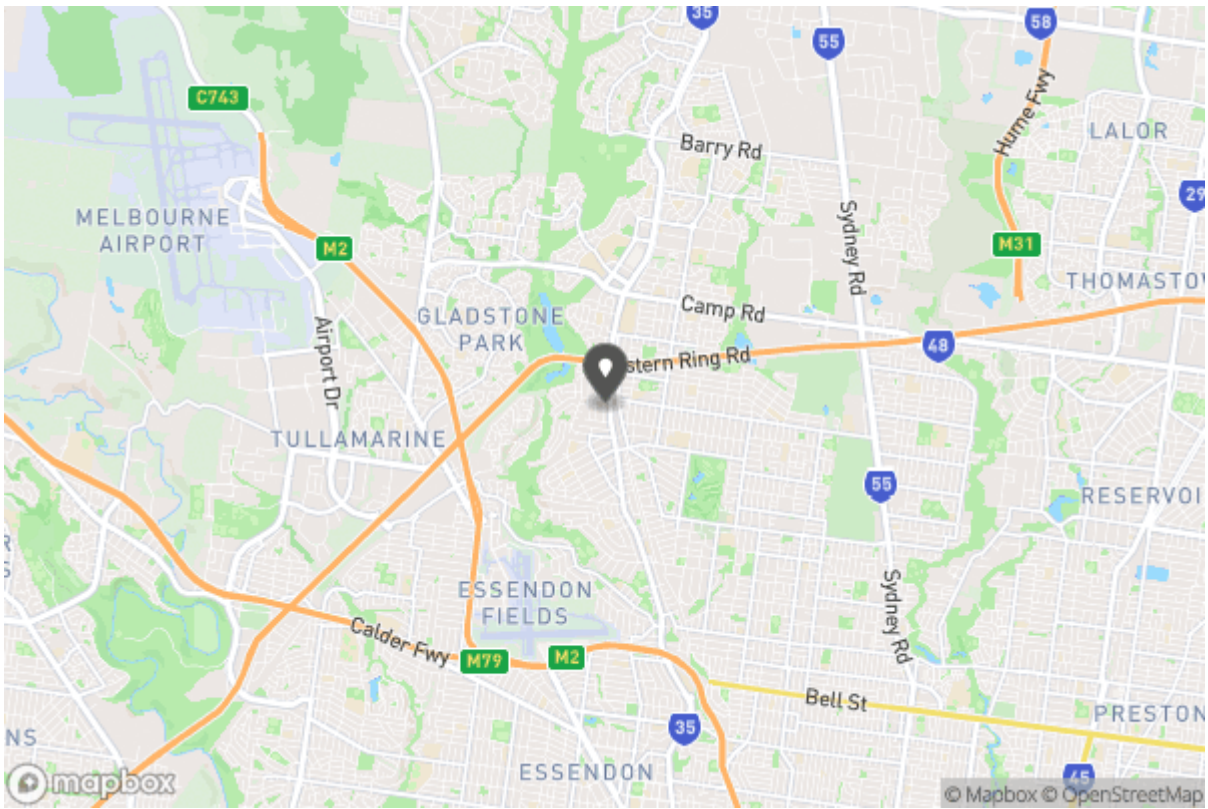 35
58
55
C743
Barry Rd
Hume Fwy
LALOR
29
MELBOURNE
AIRPORT
M2
Sydney Rd
M31
THOMASTOW
GLADSTONE
PARK
Camp Rd
Airport Dr
48
stern Ring Rd
TULLAMARINE
55
RESERVOI
ESSENDON
FIELDS
Sydney Rd
Calder Fwy
M79
M2
Bell St
35
PRESTON
NS
ESSENDON
45
mapbox
© Mapbox © OpenStreetMap